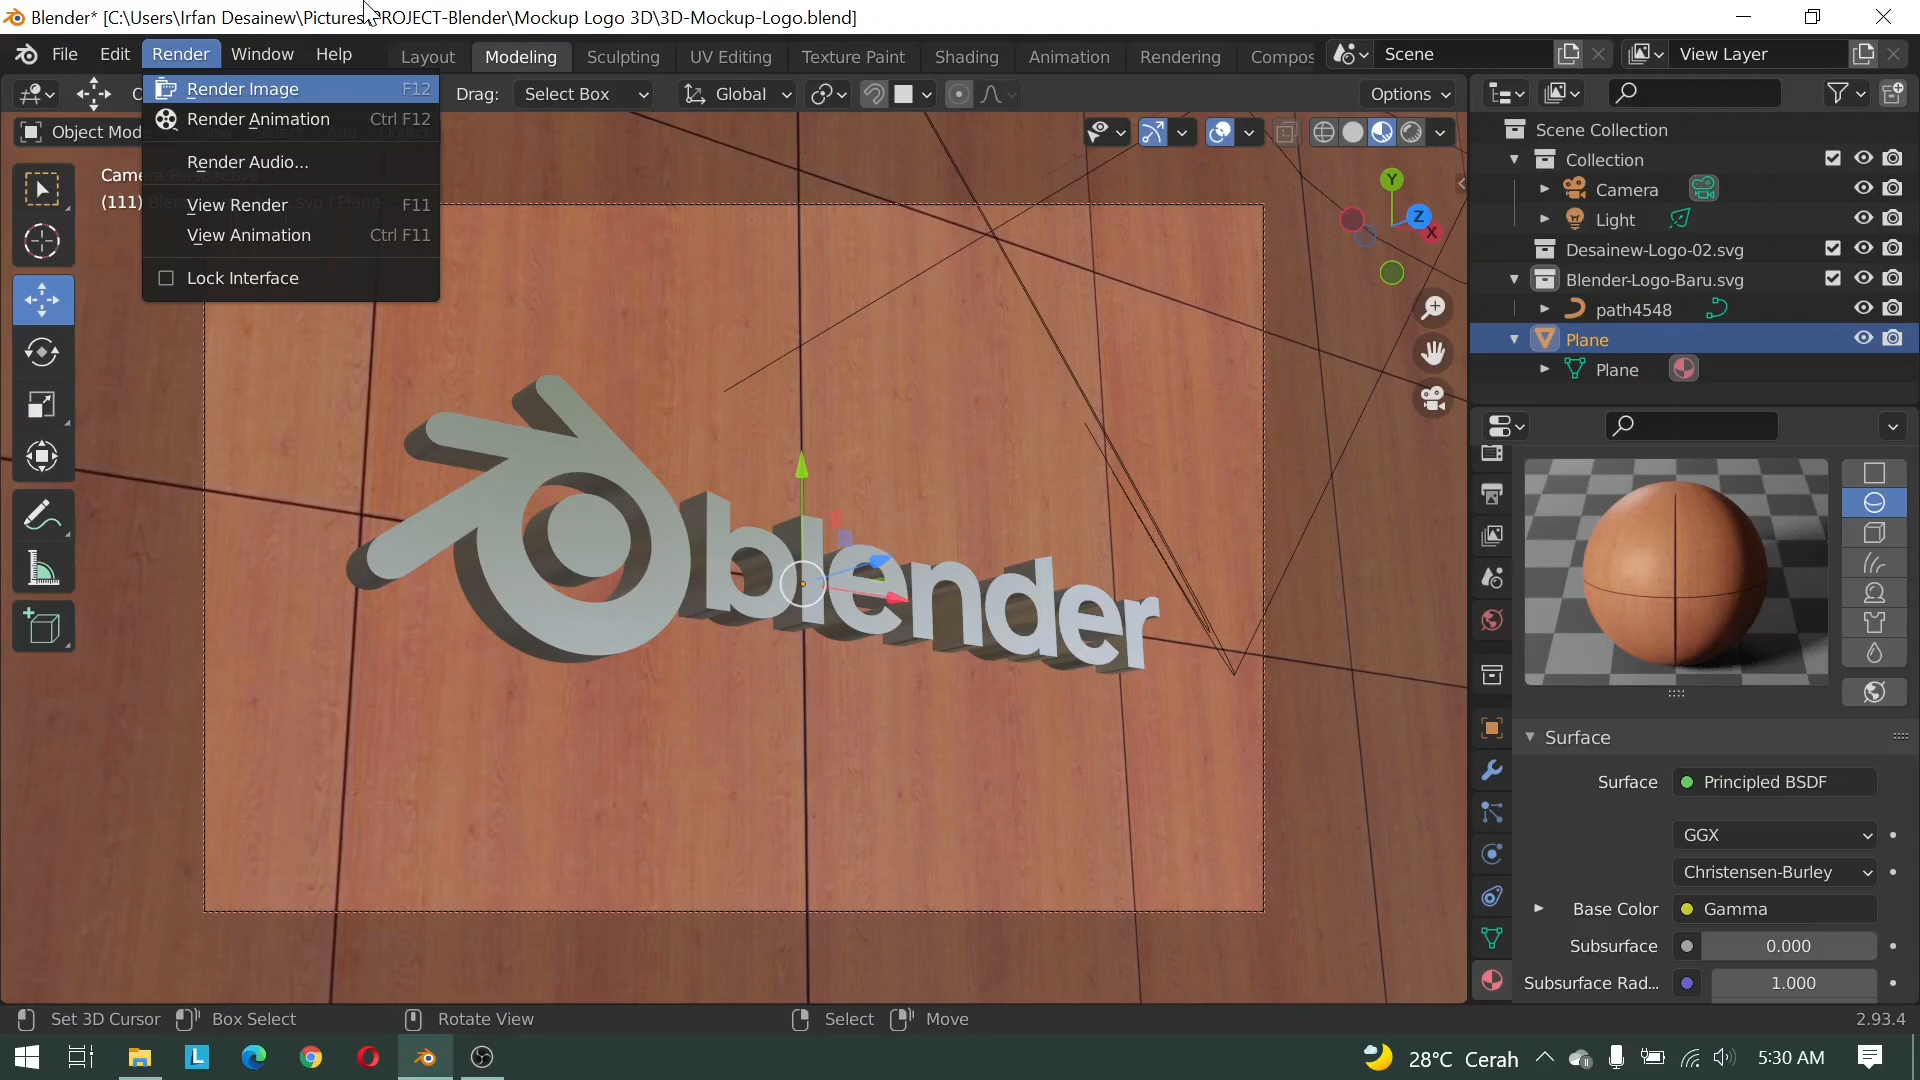 Blender* [C:\Users\Irfan Desainew\Pictures\PROJECT-Blender\Mockup Logo 3D\3D-Mockup-Logo.blend]
File Edit Render Window Help Layout Modeling Sculpting UV Editing Texture Paint Shading Animation Rendering Compos Scene View Layer
Render Image F12
Render Animation Ctrl F12
Render Audio...
View Render F11
View Animation Ctrl F11
Lock Interface
Drag: Select Box Global Options
Object Mode
(111)
Y
Z
X
blender
Scene Collection
Collection
Camera
Light
Desainew-Logo-02.svg
Blender-Logo-Baru.svg
path4548
Plane
Plane
Surface
Surface Principled BSDF
GGX
Christensen-Burley
Base Color Gamma
Subsurface 0.000
Subsurface Rad... 1.000
Set 3D Cursor Box Select Rotate View Select Move 2.93.4
L 28°C Cerah 5:30 AM